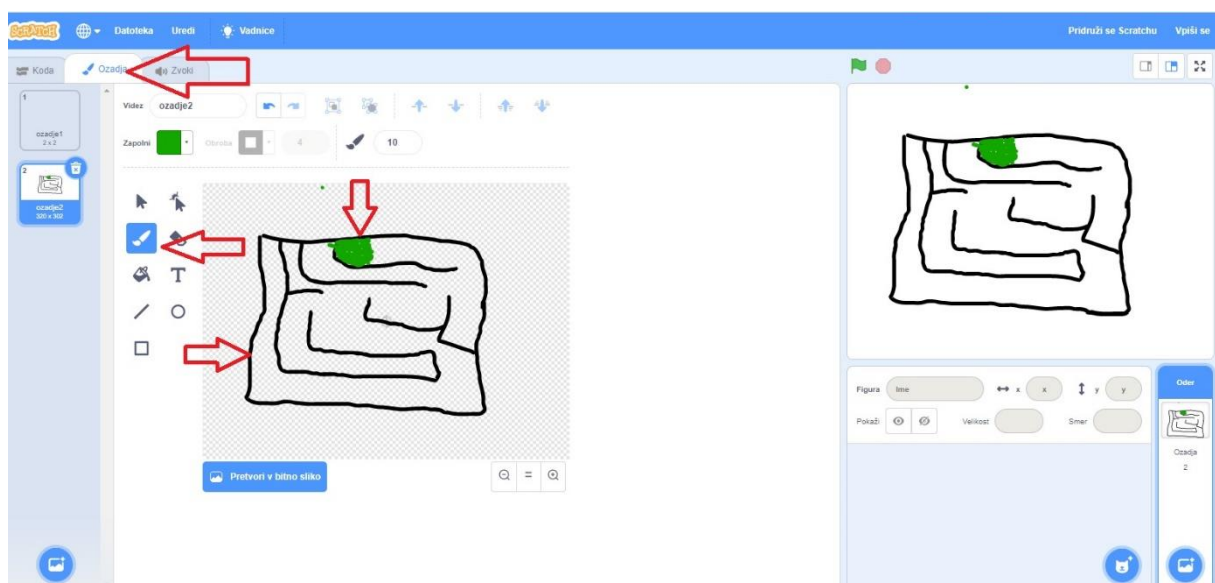 SCRATCH Datoteka Uredi Vadnice Pridruži se Scratchu Vpiši se
Koda Ozadja Zvoki
1
ozadje1
2 x 2
2
ozadje2
320 x 302
Videz ozadje2
Zapolni Obroba 4 10
T
Pretvori v bitno sliko
Figura Ime x x y y
Pokaži Velikost Smer
Oder
Ozadja
2